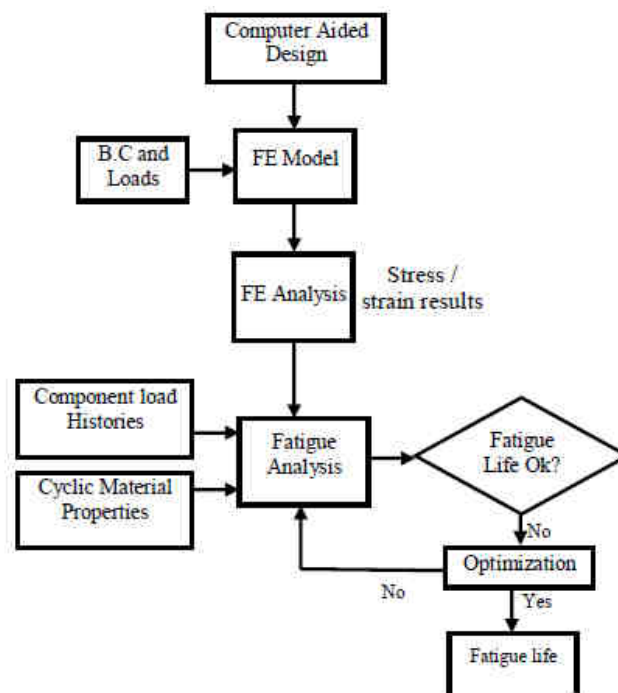 Computer Aided
Design
B.C and
Loads
FE Model
FE Analysis
Stress /
strain results
Component load
Histories
Cyclic Material
Properties
Fatigue
Analysis
Fatigue
Life Ok?
No
Optimization
No
Yes
Fatigue life